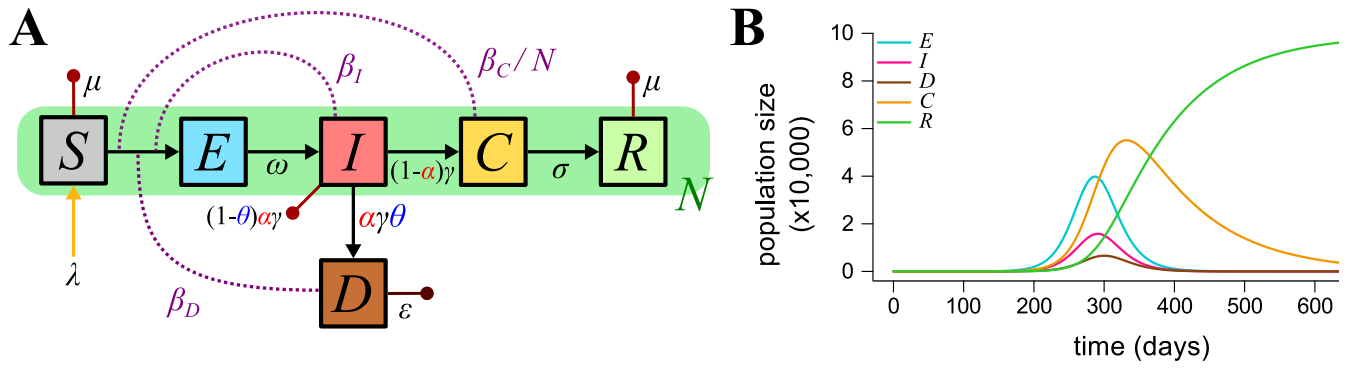 A
μ
β_I
β_C / N
μ
S
E
I
C
R
ω
(1-α)γ
σ
N
(1-θ)αγ
αγθ
λ
β_D
D
ε
B
population size
(x10,000)
10
8
6
4
2
0
E
I
D
C
R
0
100
200
300
400
500
600
time (days)